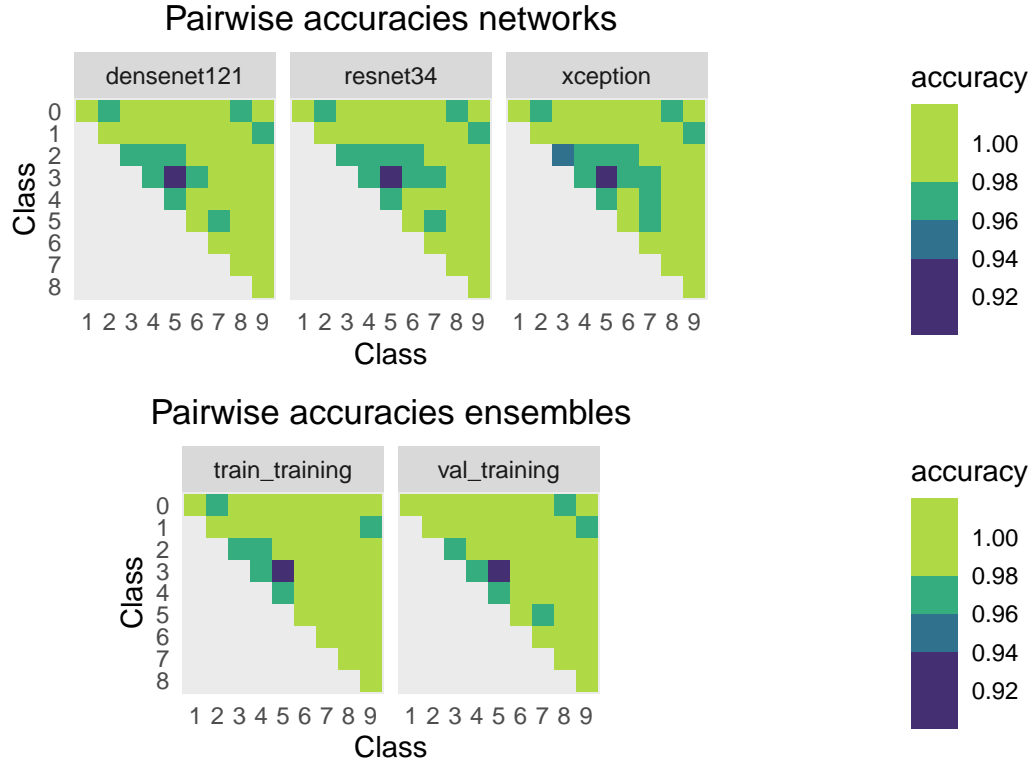 Pairwise accuracies networks
densenet121 resnet34 xception
Class
0
1
2
3
4
5
6
7
8
1 2 3 4 5 6 7 8 9 1 2 3 4 5 6 7 8 9 1 2 3 4 5 6 7 8 9
Class
accuracy
1.00
0.98
0.96
0.94
0.92
Pairwise accuracies ensembles
train_training val_training
Class
0
1
2
3
4
5
6
7
8
1 2 3 4 5 6 7 8 9 1 2 3 4 5 6 7 8 9
Class
accuracy
1.00
0.98
0.96
0.94
0.92